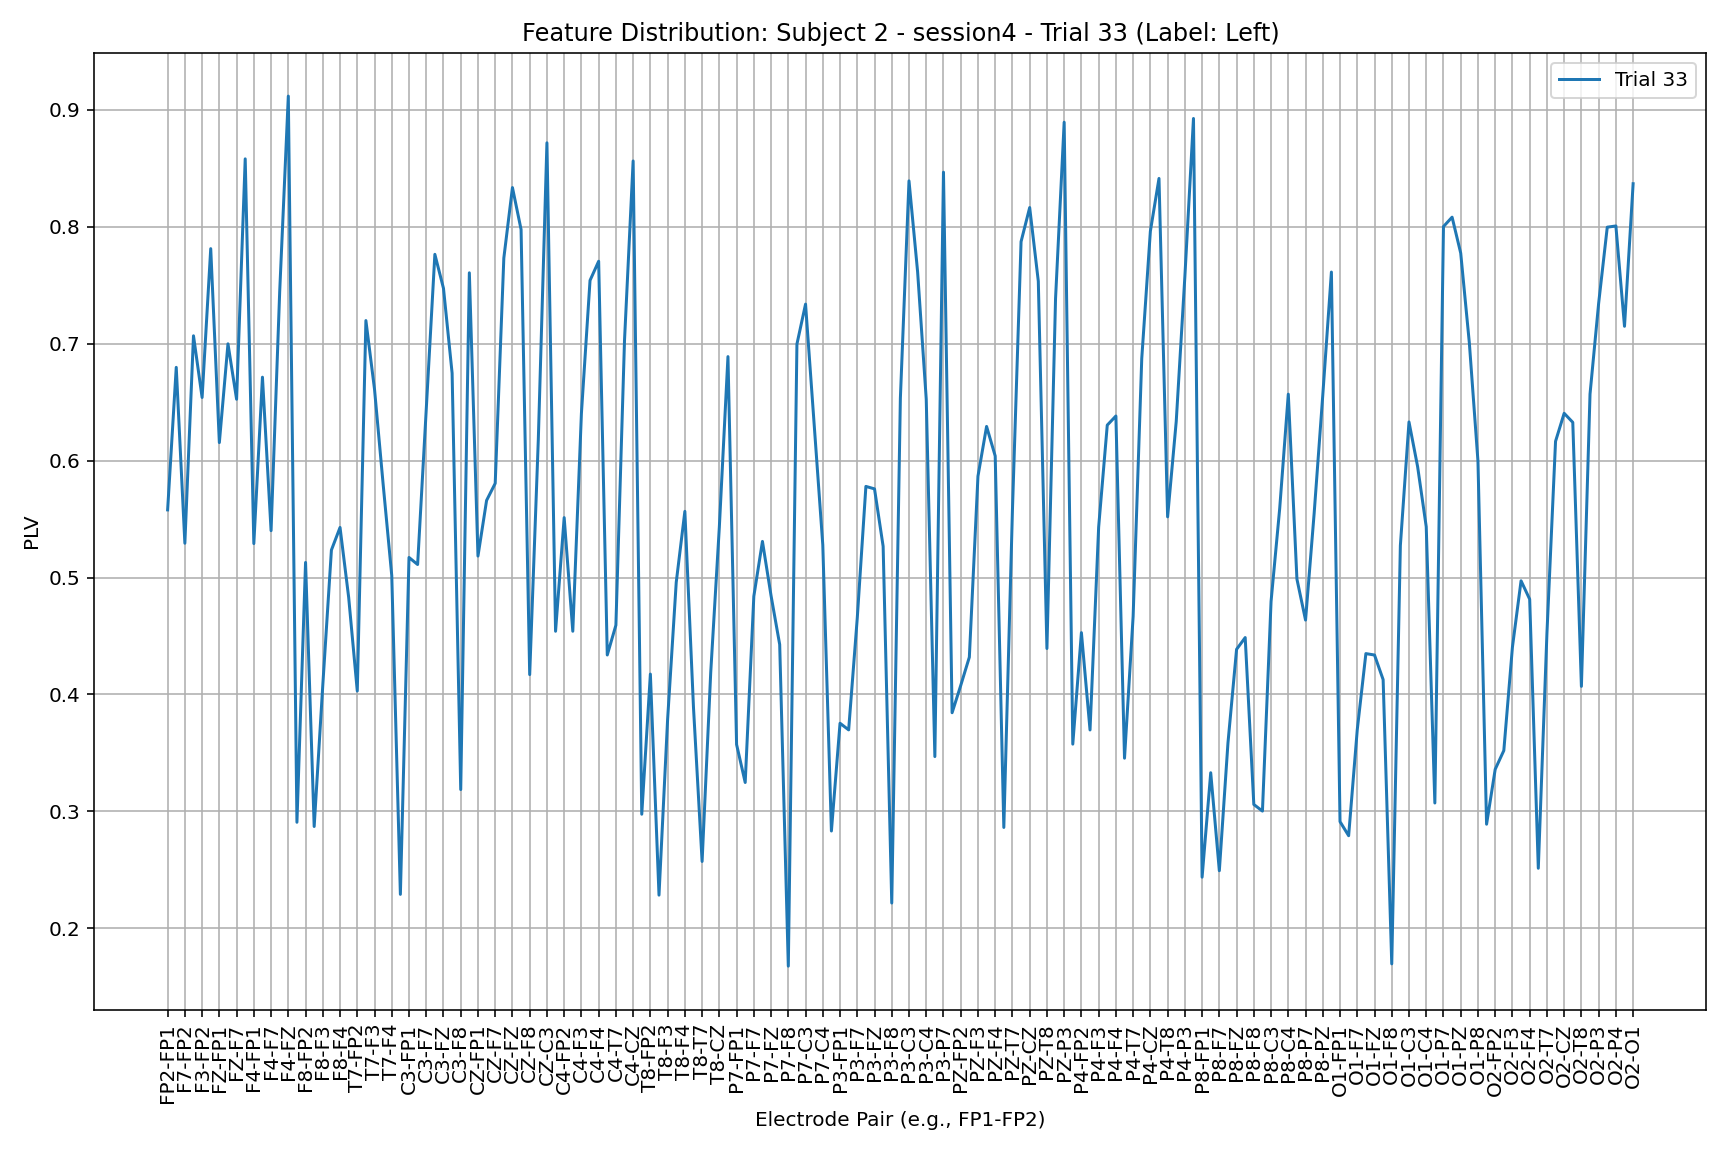 Feature Distribution: Subject 2 - session4 - Trial 33 (Label: Left)
Trial 33
0.9
0.8
0.7
0.6
0.5
0.4
0.3
0.2
PLV
FP2-FP1
F7-FP2
F3-FP2
FZ-FP1
FZ-F7
F4-FP1
F4-F7
F4-FZ
F8-FP2
F8-F3
F8-F4
T7-FP2
T7-F3
T7-F4
C3-FP1
C3-F7
C3-FZ
C3-F8
CZ-FP1
CZ-F7
CZ-FZ
CZ-F8
CZ-C3
C4-FP2
C4-F3
C4-F4
C4-T7
C4-CZ
T8-FP2
T8-F3
T8-F4
T8-T7
T8-CZ
P7-FP1
P7-F7
P7-FZ
P7-F8
P7-C3
P7-C4
P3-FP1
P3-F7
P3-FZ
P3-F8
P3-C3
P3-C4
P3-P7
PZ-FP2
PZ-F3
PZ-F4
PZ-T7
PZ-CZ
PZ-T8
PZ-P3
P4-FP2
P4-F3
P4-F4
P4-T7
P4-CZ
P4-T8
P4-P3
P8-FP1
P8-F7
P8-FZ
P8-F8
P8-C3
P8-C4
P8-P7
P8-PZ
O1-FP1
O1-F7
O1-FZ
O1-F8
O1-C3
O1-C4
O1-P7
O1-PZ
O1-P8
O2-FP2
O2-F3
O2-F4
O2-T7
O2-CZ
O2-T8
O2-P3
O2-P4
O2-O1
Electrode Pair (e.g., FP1-FP2)